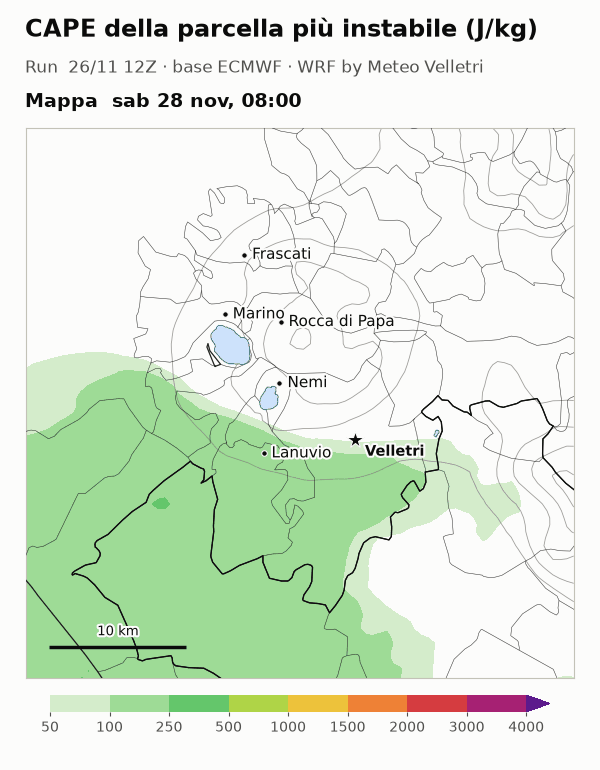 CAPE della parcella più instabile (J/kg)
Run  26/11 12Z · base ECMWF · WRF by Meteo Velletri
Mappa  sab 28 nov, 08:00
Frascati
Marino
Rocca di Papa
Nemi
Velletri
Lanuvio
10 km
50 100 250 500 1000 1500 2000 3000 4000